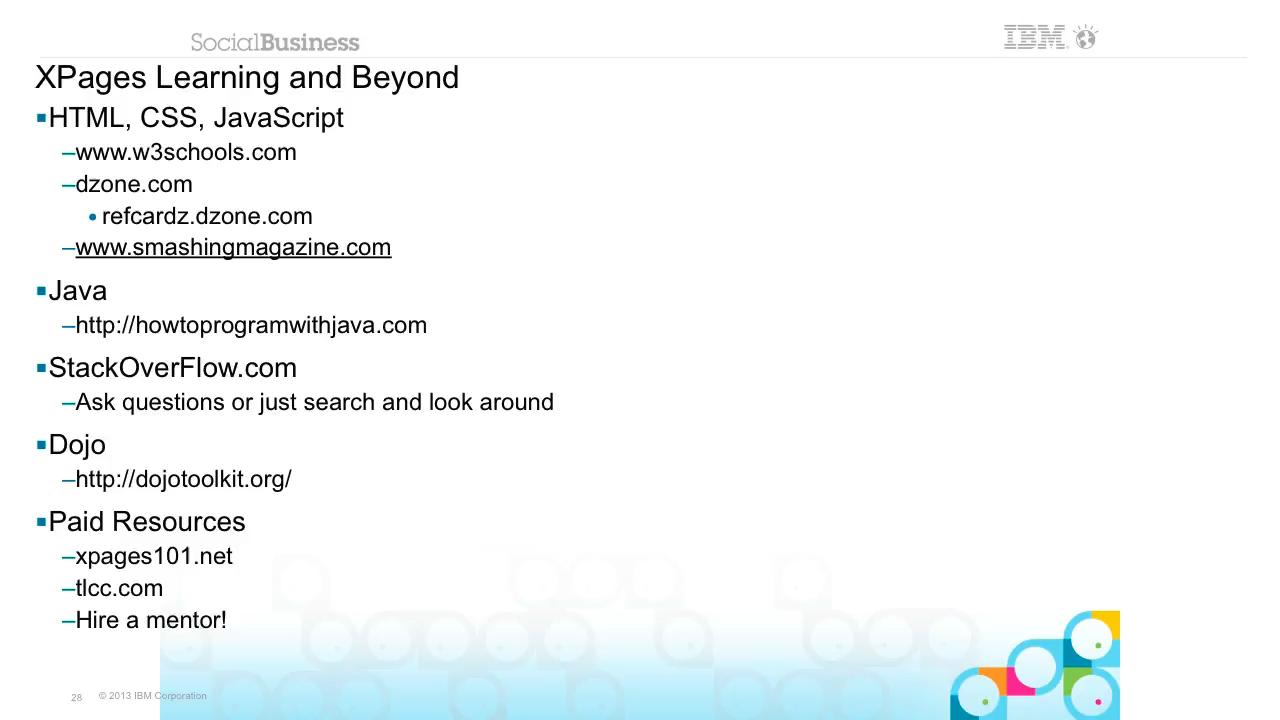 SocialBusiness
IBM
XPages Learning and Beyond
▪HTML, CSS, JavaScript
–www.w3schools.com
–dzone.com
•refcardz.dzone.com
–www.smashingmagazine.com
▪Java
–http://howtoprogramwithjava.com
▪StackOverFlow.com
–Ask questions or just search and look around
▪Dojo
–http://dojotoolkit.org/
▪Paid Resources
–xpages101.net
–tlcc.com
–Hire a mentor!
28 © 2013 IBM Corporation